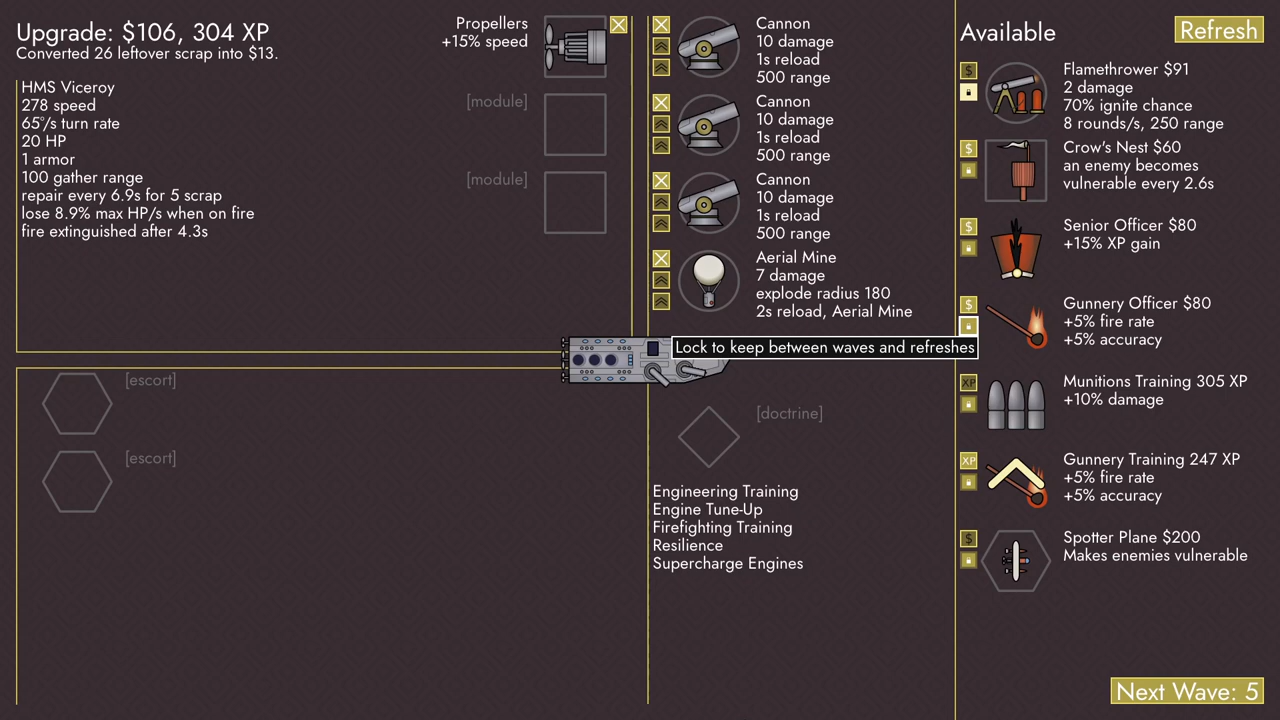 Upgrade: $106, 304 XP
Converted 26 leftover scrap into $13.
HMS Viceroy
278 speed
65°/s turn rate
20 HP
1 armor
100 gather range
repair every 6.9s for 5 scrap
lose 8.9% max HP/s when on fire
fire extinguished after 4.3s
Propellers
+15% speed
[module]
[module]
Cannon
10 damage
1s reload
500 range
Cannon
10 damage
1s reload
500 range
Cannon
10 damage
1s reload
500 range
Aerial Mine
7 damage
explode radius 180
2s reload, Aerial Mine
Lock to keep between waves and refreshes
[escort]
[escort]
[doctrine]
Engineering Training
Engine Tune-Up
Firefighting Training
Resilience
Supercharge Engines
Available
Refresh
$
Flamethrower $91
2 damage
70% ignite chance
8 rounds/s, 250 range
$
Crow's Nest $60
an enemy becomes
vulnerable every 2.6s
$
Senior Officer $80
+15% XP gain
$
Gunnery Officer $80
+5% fire rate
+5% accuracy
XP
Munitions Training 305 XP
+10% damage
XP
Gunnery Training 247 XP
+5% fire rate
+5% accuracy
$
Spotter Plane $200
Makes enemies vulnerable
Next Wave: 5